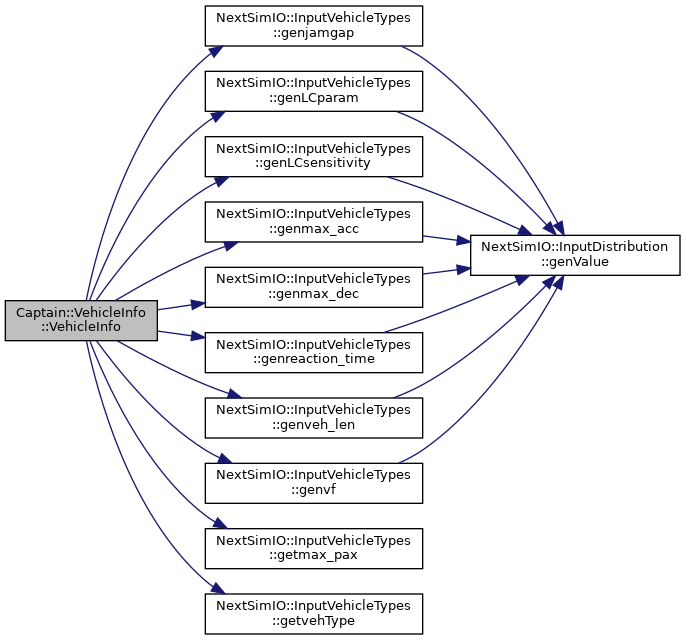 NextSimIO::InputVehicleTypes
::genjamgap
NextSimIO::InputVehicleTypes
::genLCparam
NextSimIO::InputVehicleTypes
::genLCsensitivity
NextSimIO::InputVehicleTypes
::genmax_acc
NextSimIO::InputDistribution
::genValue
NextSimIO::InputVehicleTypes
::genmax_dec
Captain::VehicleInfo
::VehicleInfo
NextSimIO::InputVehicleTypes
::genreaction_time
NextSimIO::InputVehicleTypes
::genveh_len
NextSimIO::InputVehicleTypes
::genvf
NextSimIO::InputVehicleTypes
::getmax_pax
NextSimIO::InputVehicleTypes
::getvehType